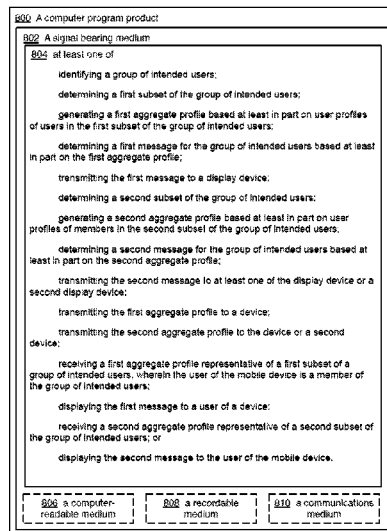 800 A computer program product
802 A signal bearing medium
804 at least one of
identifying a group of intended users;
determining a first subset of the group of intended users;
generating a first aggregate profile based at least in part on user profiles
of users in the first subset of the group of intended users;
determining a first message for the group of intended users based at least
in part on the first aggregate profile;
transmitting the first message to a display device;
determining a second subset of the group of intended users;
generating a second aggregate profile based at least in part on user
profiles of members in the second subset of the group of intended users;
determining a second message for the group of intended users based at
least in part on the second aggregate profile;
transmitting the second message to at least one of the display device or a
second display device;
transmitting the first aggregate profile to a device;
transmitting the second aggregate profile to the device or a second
device;
receiving a first aggregate profile representative of a first subset of a
group of intended users, wherein the user of the mobile device is a member of
the group of intended users;
displaying the first message to a user of a device;
receiving a second aggregate profile representative of a second subset of
the group of intended users; or
displaying the second message to the user of the mobile device.
806 a computer-
readable medium
808 a recordable
medium
810 a communications
medium